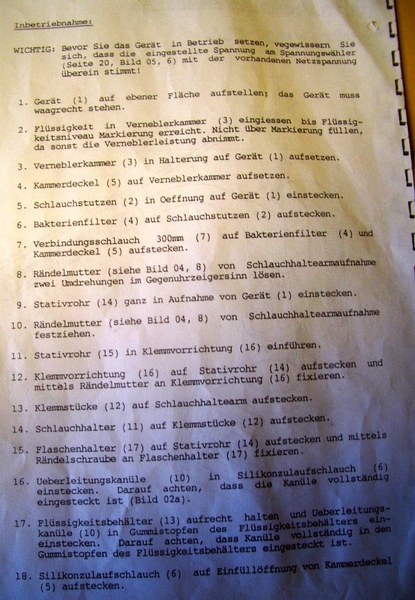 Inbetriebnahme:
WICHTIG: Bevor Sie das Gerät in Betrieb setzen, vegewissern Sie
sich, dass die eingestellte Spannung am Spannungswähler
(Seite 20, Bild 05, 6) mit der vorhandenen Netzspannung
überein stimmt!
1. Gerät (1) auf ebener Fläche aufstellen; das Gerät muss
waagrecht stehen.
2. Flüssigkeit in Verneblerkammer (3) eingiessen bis Flüssig-
keitsniveau Markierung erreicht. Nicht über Markierung füllen,
da sonst die Verneblerleistung abnimmt.
3. Verneblerkammer (3) in Halterung auf Gerät (1) aufsetzen.
4. Kammerdeckel (5) auf Verneblerkammer aufsetzen.
5. Schlauchstutzen (2) in Oeffnung auf Gerät (1) einstecken.
6. Bakterienfilter (4) auf Schlauchstutzen (2) aufstecken.
7. Verbindungsschlauch 300mm (7) auf Bakterienfilter (4) und
Kammerdeckel (5) aufstecken.
8. Rändelmutter (siehe Bild 04, 8) von Schlauchhaltearmaufnahme
zwei Umdrehungen im Gegenuhrzeigersinn lösen.
9. Stativrohr (14) ganz in Aufnahme von Gerät (1) einstecken.
10. Rändelmutter (siehe Bild 04, 8) von Schlauchhaltearmaufnahme
festziehen.
11. Stativrohr (15) in Klemmvorrichtung (16) einführen.
12. Klemmvorrichtung (16) auf Stativrohr (14) aufstecken und
mittels Rändelmutter an Klemmvorrichtung (16) fixieren.
13. Klemmstücke (12) auf Schlauchhaltearm aufstecken.
14. Schlauchhalter (11) auf Klemmstücke (12) aufstecken.
15. Flaschenhalter (17) auf Stativrohr (14) aufstecken und mittels
Rändelschraube an Flaschenhalter (17) fixieren.
16. Ueberleitungskanüle (10) in Silikonzulaufschlauch (6)
einstecken. Darauf achten, dass die Kanüle vollständig
eingesteckt ist (Bild 02a).
17. Flüssigkeitsbehälter (13) aufrecht halten und Ueberleitungs-
kanüle (10) in Gummistopfen des Flüssigkeitsbehälters ein-
einstecken. Darauf achten, dass Kanüle vollständig in den
Gummistopfen des Flüssigkeitsbehälters eingesteckt ist.
18. Silikonzulaufschlauch (6) auf Einfüllöffnung von Kammerdeckel
(5) aufstecken.